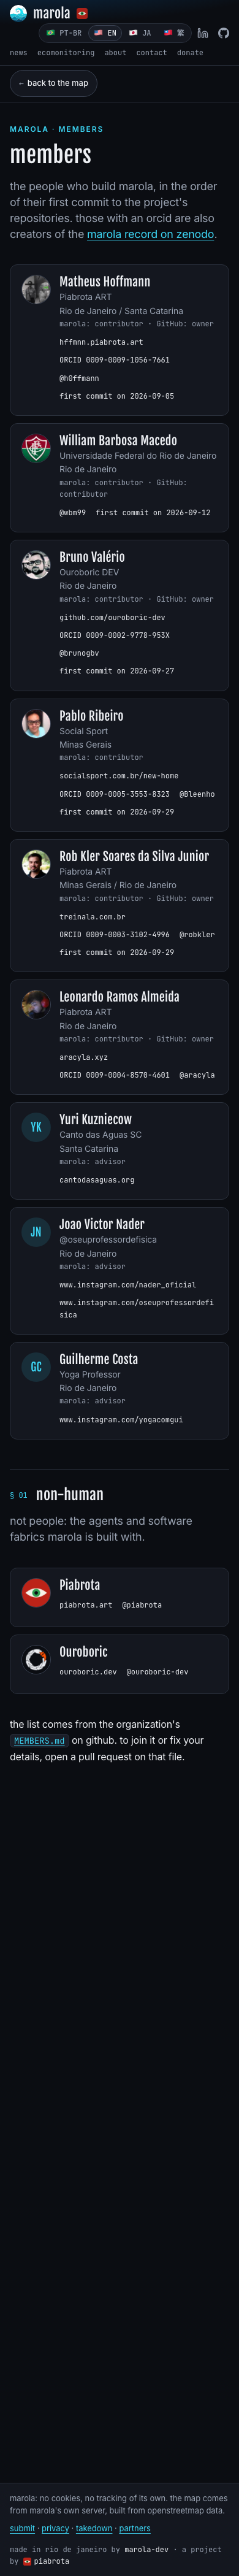 marola
PT-BR EN JA 繁
news ecomonitoring about contact donate
← back to the map
MAROLA · MEMBERS
members
the people who build marola, in the order
of their first commit to the project's
repositories. those with an orcid are also
creators of the marola record on zenodo.
Matheus Hoffmann
Piabrota ART
Rio de Janeiro / Santa Catarina
marola: contributor · GitHub: owner
hffmnn.piabrota.art
ORCID 0009-0009-1056-7661
@h0ffmann
first commit on 2026-09-05
William Barbosa Macedo
Universidade Federal do Rio de Janeiro
Rio de Janeiro
marola: contributor · GitHub:
contributor
@wbm99 first commit on 2026-09-12
Bruno Valério
Ouroboric DEV
Rio de Janeiro
marola: contributor · GitHub: owner
github.com/ouroboric-dev
ORCID 0009-0002-9778-953X
@brunogbv
first commit on 2026-09-27
Pablo Ribeiro
Social Sport
Minas Gerais
marola: contributor
socialsport.com.br/new-home
ORCID 0009-0005-3553-8323 @Bleenho
first commit on 2026-09-29
Rob Kler Soares da Silva Junior
Piabrota ART
Minas Gerais / Rio de Janeiro
marola: contributor · GitHub: owner
treinala.com.br
ORCID 0009-0003-3102-4996 @robkler
first commit on 2026-09-29
Leonardo Ramos Almeida
Piabrota ART
Rio de Janeiro
marola: contributor · GitHub: owner
aracyla.xyz
ORCID 0009-0004-8570-4601 @aracyla
YK
Yuri Kuzniecow
Canto das Aguas SC
Santa Catarina
marola: advisor
cantodasaguas.org
JN
Joao Victor Nader
@oseuprofessordefisica
Rio de Janeiro
marola: advisor
www.instagram.com/nader_oficial
www.instagram.com/oseuprofessordefi
sica
GC
Guilherme Costa
Yoga Professor
Rio de Janeiro
marola: advisor
www.instagram.com/yogacomgui
§ 01 non-human
not people: the agents and software
fabrics marola is built with.
Piabrota
piabrota.art @piabrota
Ouroboric
ouroboric.dev @ouroboric-dev
the list comes from the organization's
MEMBERS.md on github. to join it or fix your
details, open a pull request on that file.
marola: no cookies, no tracking of its own. the map comes
from marola's own server, built from openstreetmap data.
submit · privacy · takedown · partners
made in rio de janeiro by marola-dev · a project
by piabrota